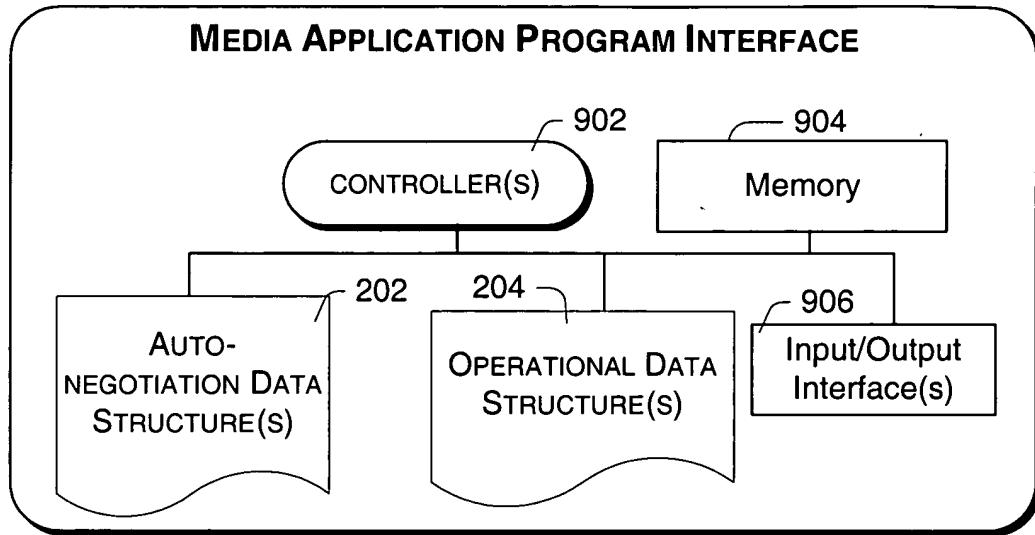 MEDIA APPLICATION PROGRAM INTERFACE
902
904
CONTROLLER(S)
Memory
202
204
906
AUTO-
NEGOTIATION DATA
STRUCTURE(S)
OPERATIONAL DATA
STRUCTURE(S)
Input/Output
Interface(s)